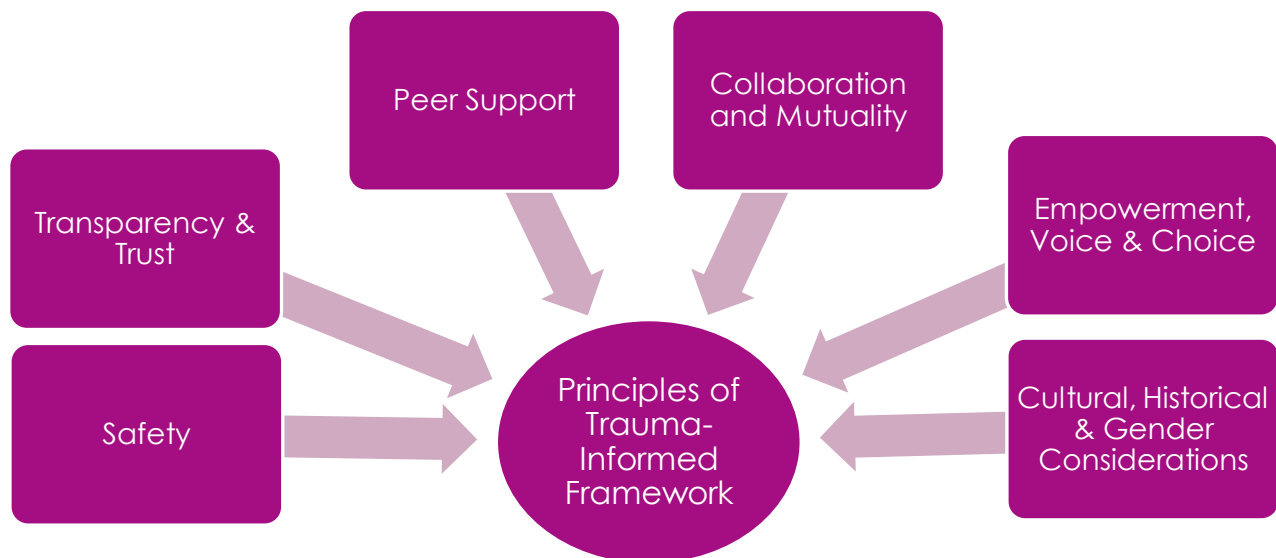 Peer Support
Collaboration
and Mutuality
Transparency &
Trust
Empowerment,
Voice & Choice
Safety
Principles of
Trauma-
Informed
Framework
Cultural, Historical
& Gender
Considerations